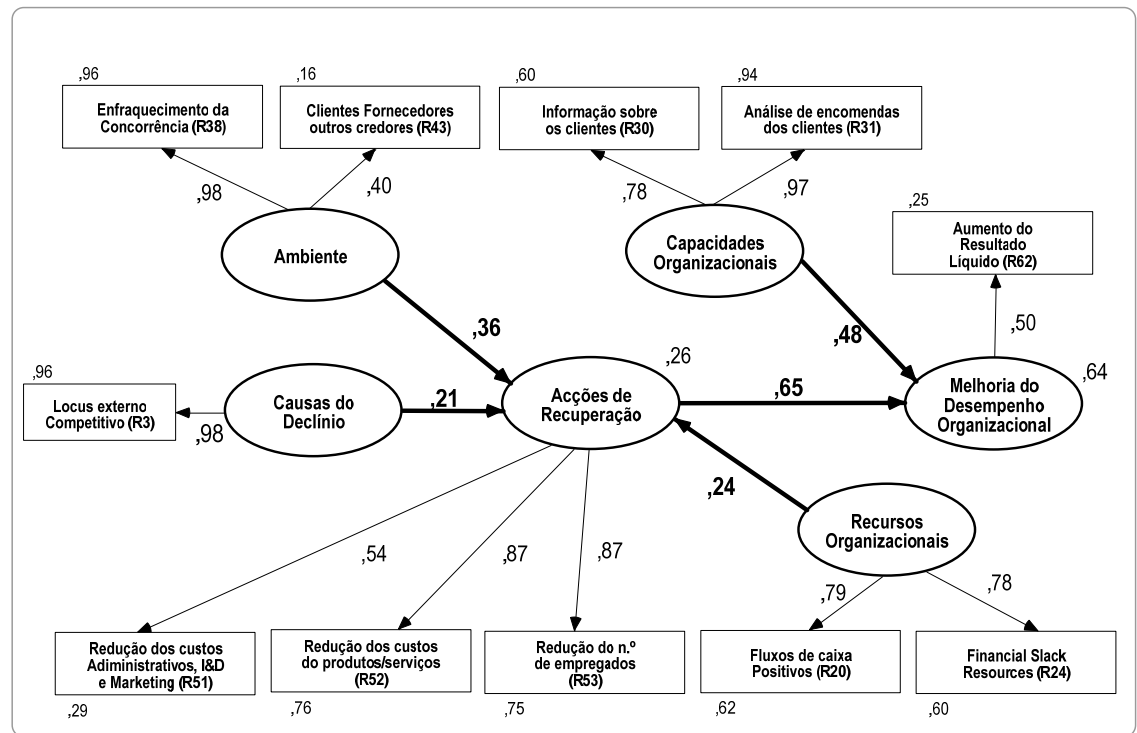 ,96
,16
,60
,94
Enfraquecimento da
Concorrência (R38)
Clientes Fornecedores
outros credores (R43)
Informação sobre
os clientes (R30)
Análise de encomendas
dos clientes (R31)
,98
,40
,78
,97
,25
Aumento do
Resultado
Líquido (R62)
Ambiente
Capacidades
Organizacionais
,36
,48
,50
,26
,64
,96
Locus externo
Competitivo (R3)
,98
Causas do
Declínio
,21
Acções de
Recuperação
,65
Melhoria do
Desempenho
Organizacional
,24
Recursos
Organizacionais
,54
,87
,87
,79
,78
Redução dos custos
Adiministrativos, I&D
e Marketing (R51)
Redução dos custos
do produtos/serviços
(R52)
Redução do n.º
de empregados
(R53)
Fluxos de caixa
Positivos (R20)
Financial Slack
Resources (R24)
,29
,76
,75
,62
,60